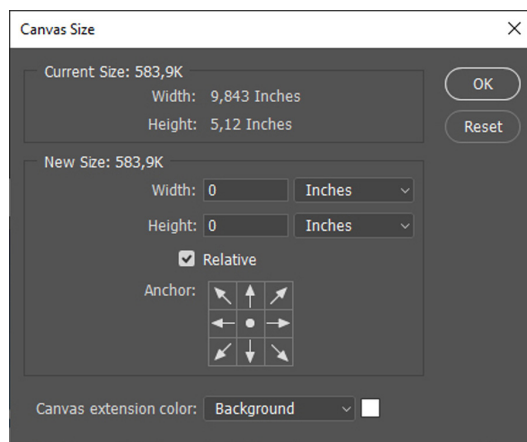 Canvas Size
Current Size: 583,9K
Width: 9,843 Inches
Height: 5,12 Inches
OK
Reset
New Size: 583,9K
Width: 0 Inches
Height: 0 Inches
Relative
Anchor:
Canvas extension color: Background